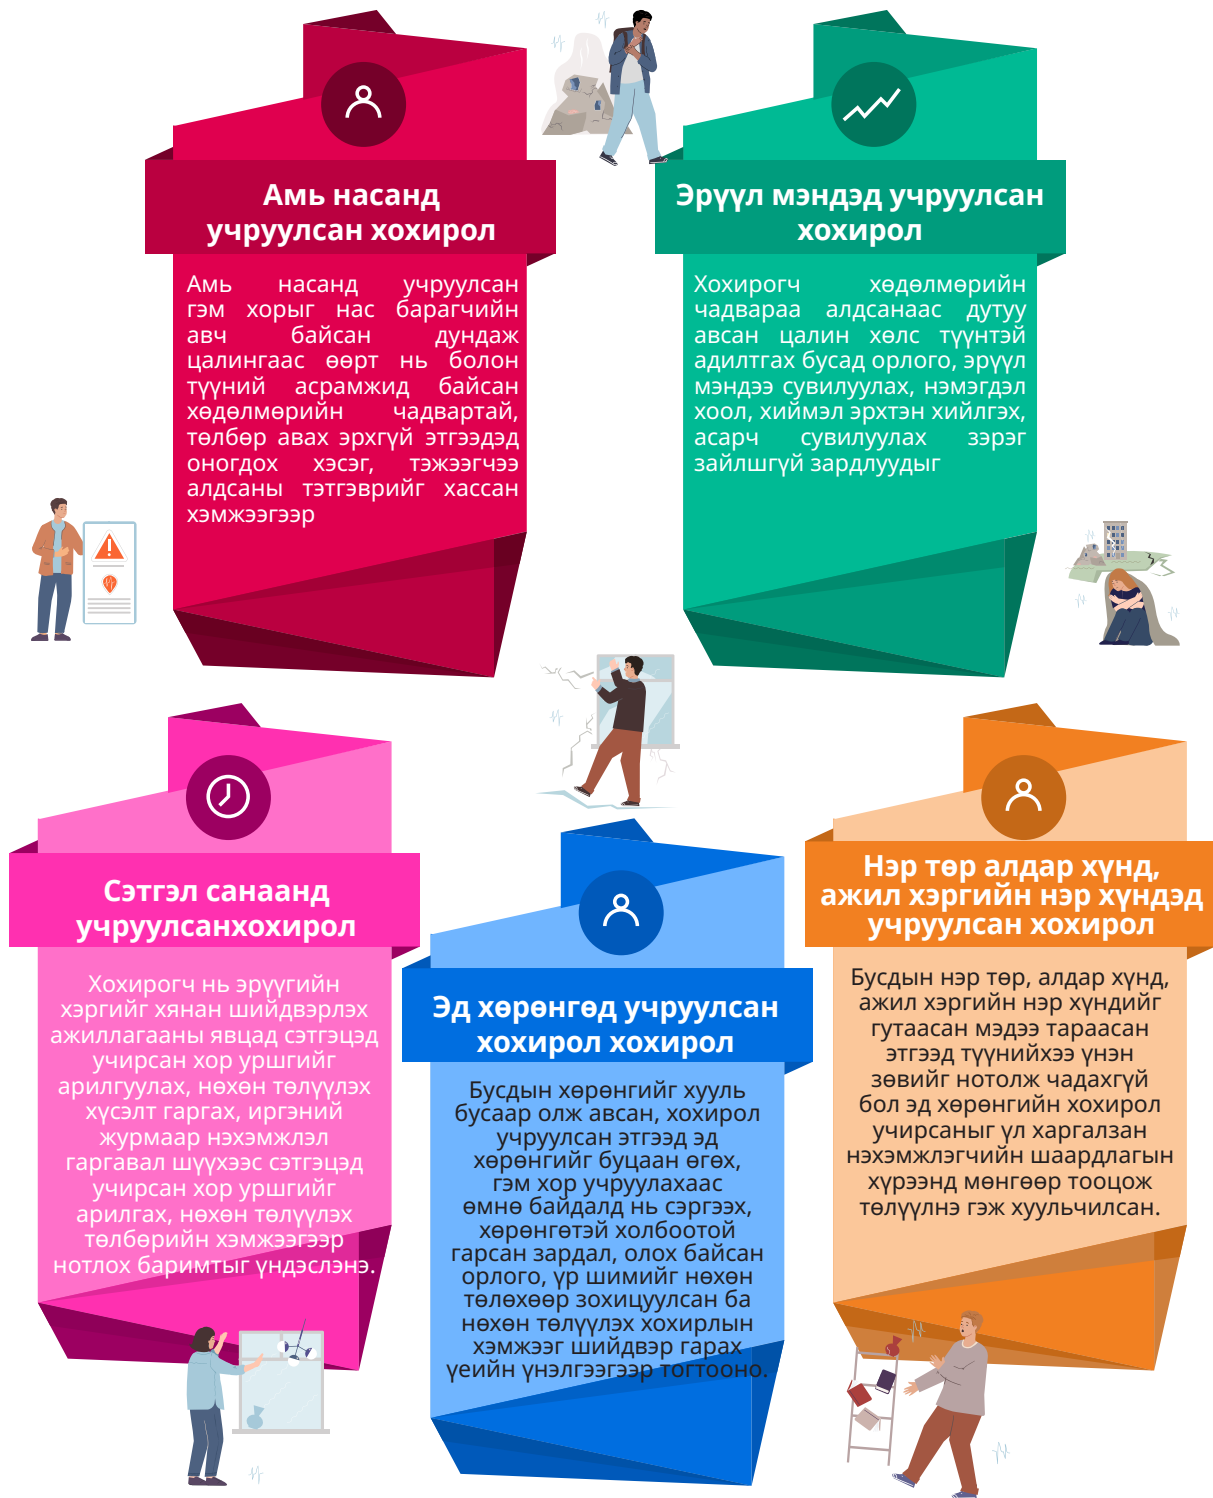 Амь насанд
учруулсан хохирол
Амь насанд учруулсан
гэм хорыг нас барагчийн
авч байсан дундаж
цалингаас өөрт нь болон
түүний асрамжид байсан
хөдөлмөрийн чадвартай,
төлбөр авах эрхгүй этгээдэд
оногдох хэсэг, тэжээгчээ
алдсаны тэтгэврийг хассан
хэмжээгээр
Эрүүл мэндэд учруулсан
хохирол
Хохирогч хөдөлмөрийн
чадвараа алдсанаас дутуу
авсан цалин хөлс түүнтэй
адилтгах бусад орлого, эрүүл
мэндээ сувилуулах, нэмэгдэл
хоол, хиймэл эрхтэн хийлгэх,
асарч сувилуулах зэрэг
зайлшгүй зардлуудыг
Сэтгэл санаанд
учруулсанхохирол
Хохирогч нь эрүүгийн
хэргийг хянан шийдвэрлэх
ажиллагааны явцад сэтгэцэд
учирсан хор уршгийг
арилгуулах, нөхөн төлүүлэх
хүсэлт гаргах, иргэний
журмаар нэхэмжлэл
гаргавал шүүхээс сэтгэцэд
учирсан хор уршгийг
арилгах, нөхөн төлүүлэх
төлбөрийн хэмжээгээр
нотлох баримтыг үндэслэнэ.
Эд хөрөнгөд учруулсан
хохирол хохирол
Бусдын хөрөнгийг хууль
бусаар олж авсан, хохирол
учруулсан этгээд эд
хөрөнгийг буцаан өгөх,
гэм хор учруулахаас
өмнө байдалд нь сэргээх,
хөрөнгөтэй холбоотой
гарсан зардал, олох байсан
орлого, үр шимийг нөхөн
төлөхөөр зохицуулсан ба
нөхөн төлүүлэх хохирлын
хэмжээг шийдвэр гарах
үеийн үнэлгээгээр тогтооно.
Нэр төр алдар хүнд,
ажил хэргийн нэр хүндэд
учруулсан хохирол
Бусдын нэр төр, алдар хүнд,
ажил хэргийн нэр хүндийг
гутаасан мэдээ тараасан
этгээд түүнийхээ үнэн
зөвийг нотолж чадахгүй
бол эд хөрөнгийн хохирол
учирсаныг үл харгалзан
нэхэмжлэгчийн шаардлагын
хүрээнд мөнгөөр тооцож
төлүүлнэ гэж хуульчилсан.